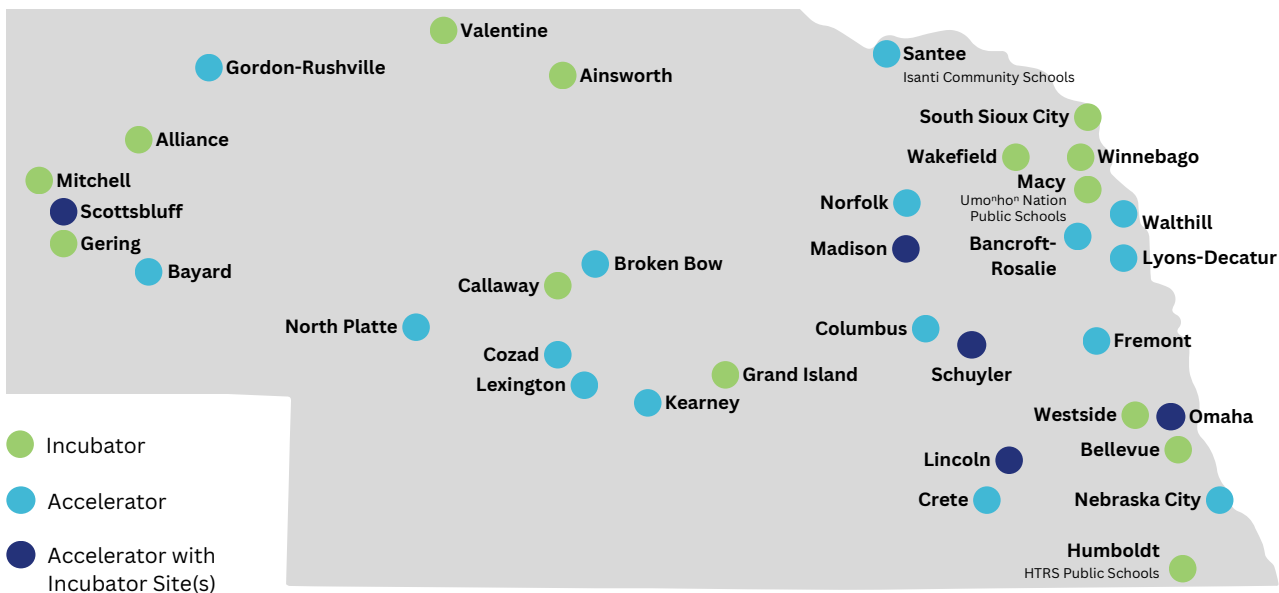 Valentine
Santee
Gordon-Rushville
Ainsworth
Isanti Community Schools
South Sioux City
Alliance
Wakefield
Winnebago
Mitchell
Macy
Umoⁿhoⁿ Nation
Public Schools
Scottsbluff
Norfolk
Walthill
Gering
Madison
Bancroft-
Rosalie
Lyons-Decatur
Bayard
Broken Bow
Callaway
North Platte
Columbus
Fremont
Cozad
Schuyler
Lexington
Grand Island
Kearney
Westside
Omaha
Incubator
Bellevue
Lincoln
Accelerator
Crete
Nebraska City
Accelerator with
Incubator Site(s)
Humboldt
HTRS Public Schools